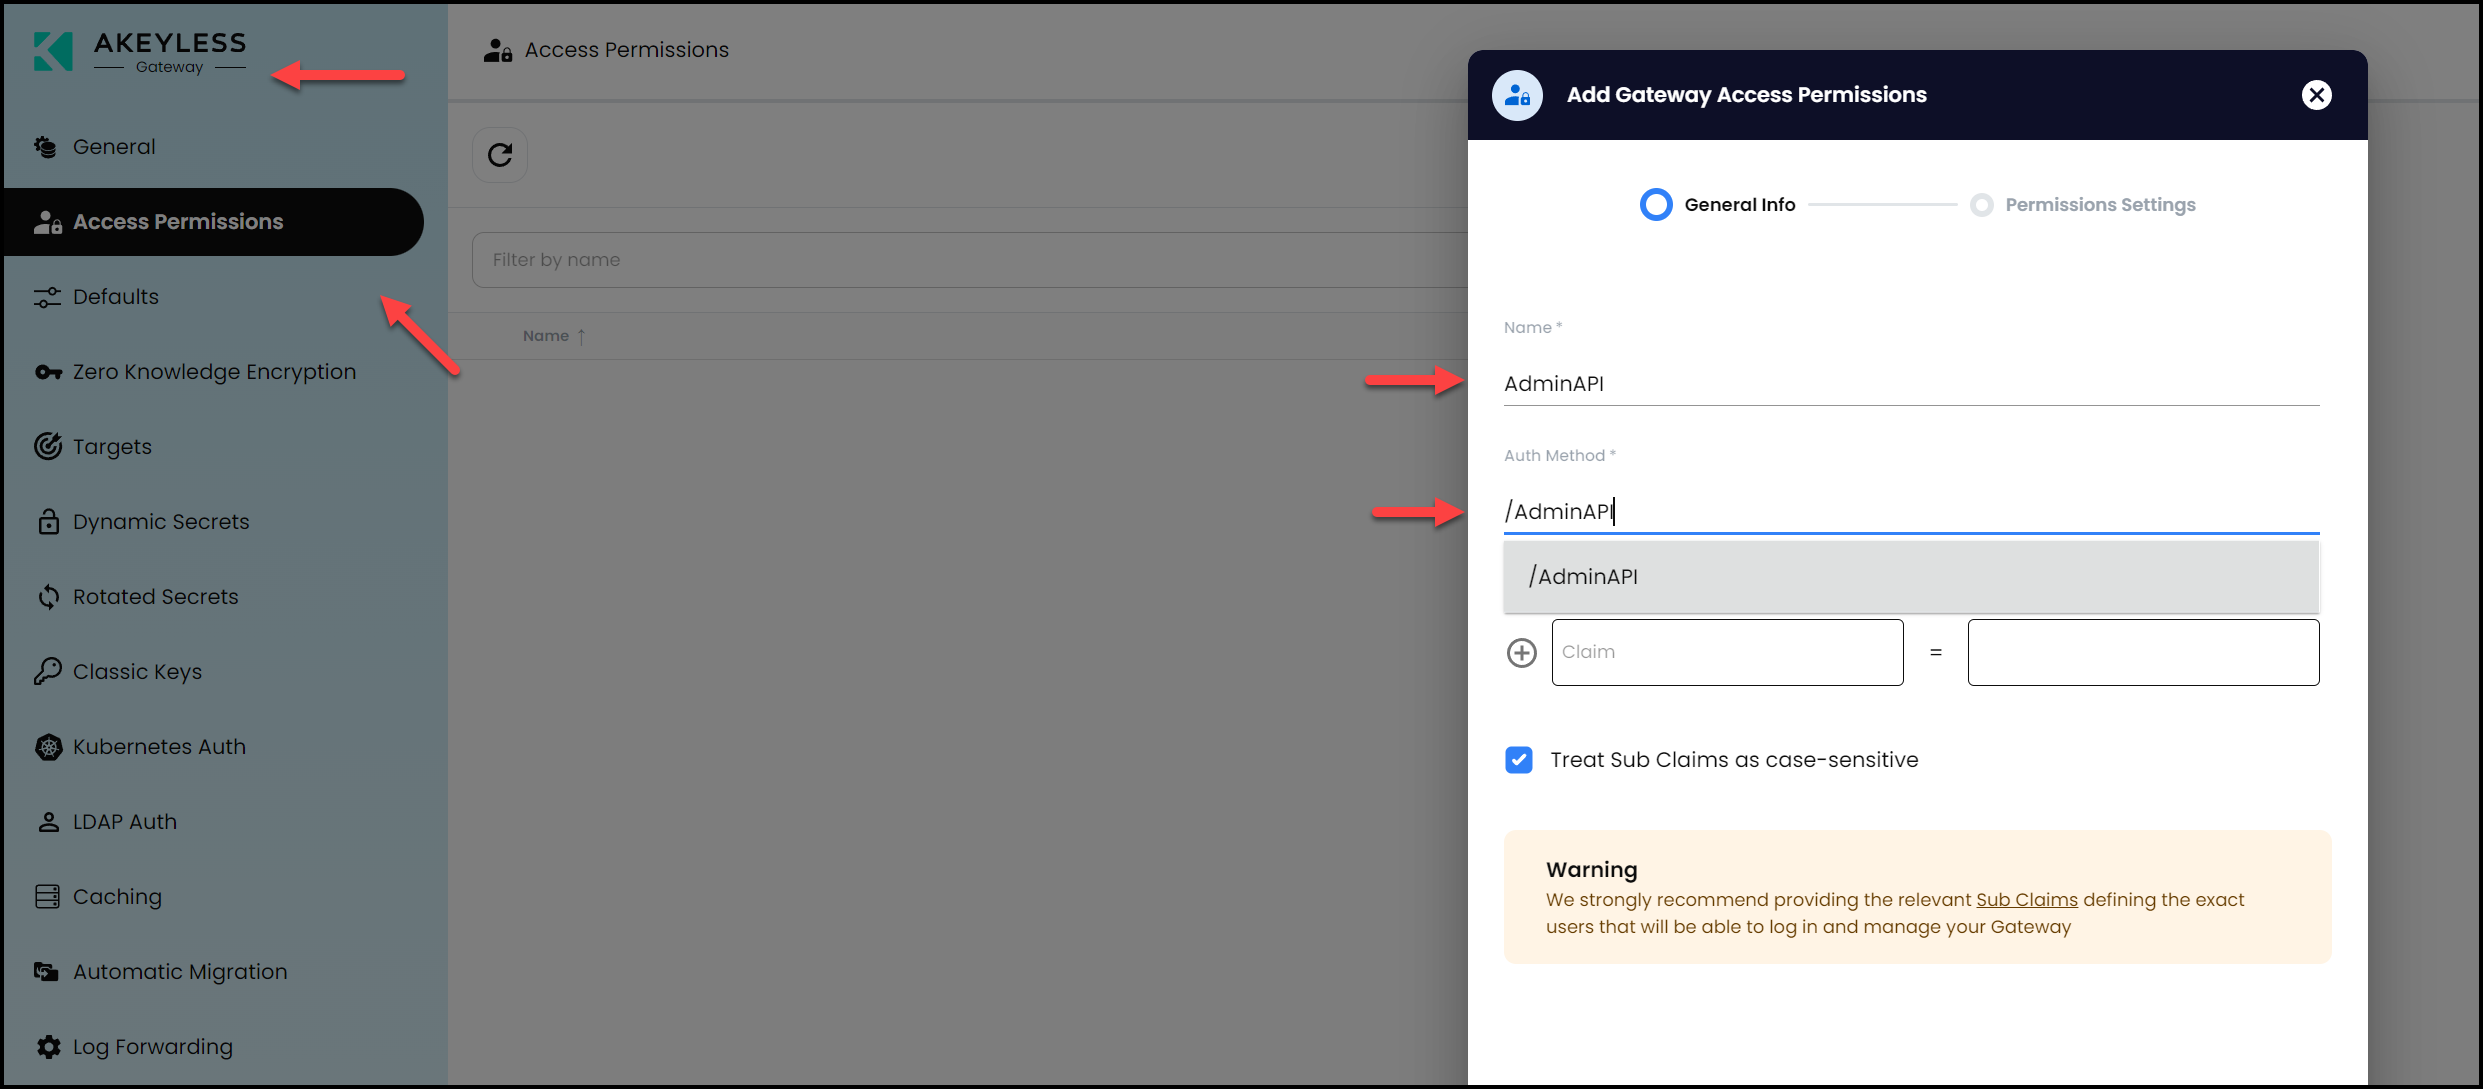 AKEYLESS
Gateway
General
Access Permissions
Defaults
Zero Knowledge Encryption
Targets
Dynamic Secrets
Rotated Secrets
Classic Keys
Kubernetes Auth
LDAP Auth
Caching
Automatic Migration
Log Forwarding
Access Permissions
Filter by name
Name ↑
Add Gateway Access Permissions
General Info
Permissions Settings
Name *
AdminAPI
Auth Method *
/AdminAPI
/AdminAPI
Claim =
Treat Sub Claims as case-sensitive
Warning
We strongly recommend providing the relevant Sub Claims defining the exact
users that will be able to log in and manage your Gateway